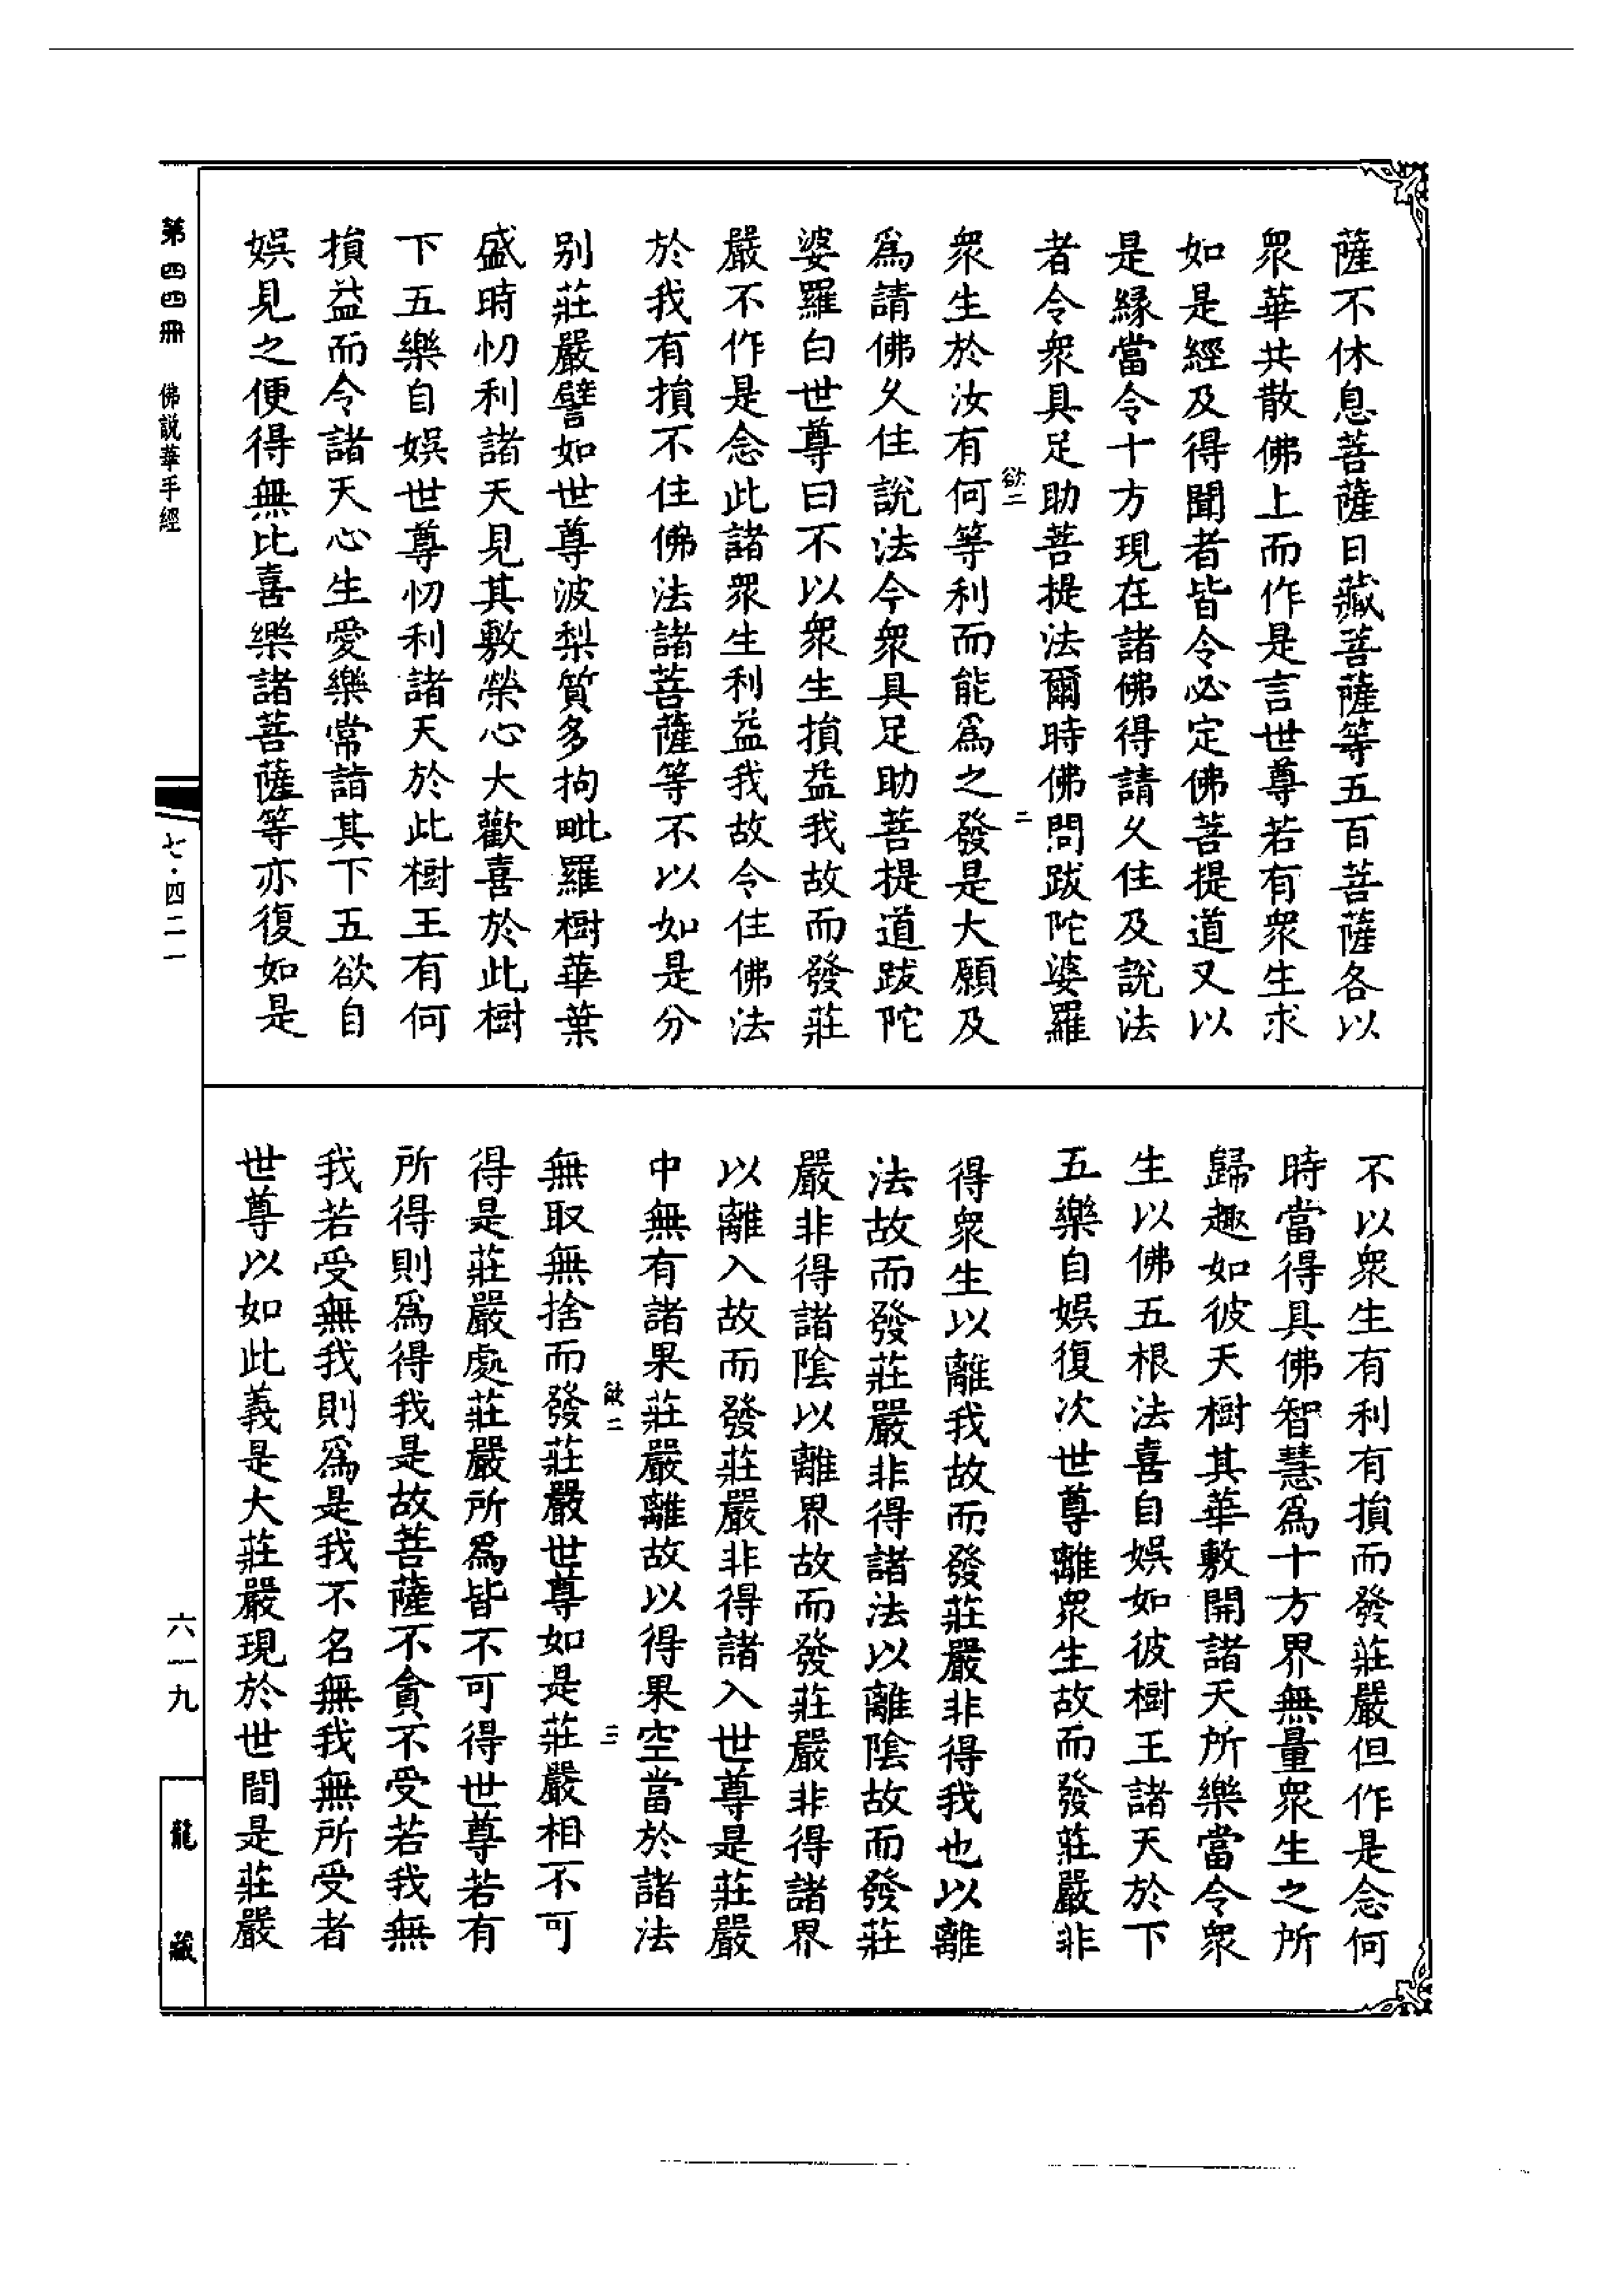 薩不休息菩薩日藏菩薩等五百菩薩各以
衆華共散佛上而作是言世尊若有衆生求
如是經及得聞者皆令必定佛菩提道又以
是緣當令十方現在諸佛得請久住及說法
者令衆具足助菩提法爾時佛問跋陀婆羅
欲二
二
衆生於汝有何等利而能爲之發是大願及
爲請佛久住說法令衆具足助菩提道跋陀
婆羅白世尊曰不以衆生損益我故而發莊
嚴不作是念此諸衆生利益我故令住佛法
於我有損不住佛法諸菩薩等不以如是分
別莊嚴譬如世尊波梨質多拘毗羅樹華葉
盛時忉利諸天見其敷榮心大歡喜於此樹
下五樂自娛世尊忉利諸天於此樹王有何
損益而令諸天心生愛樂常詣其下五欲自
娛見之便得無比喜樂諸菩薩等亦復如是
不以衆生有利有損而發莊嚴但作是念何
時當得具佛智慧爲十方界無量衆生之所
歸趣如彼天樹其華敷開諸天所樂當令衆
生以佛五根法喜自娛如彼樹王諸天於下
五樂自娛復次世尊離衆生故而發莊嚴非
得衆生以離我故而發莊嚴非得我也以離
法故而發莊嚴非得諸法以離陰故而發莊
嚴非得諸陰以離界故而發莊嚴非得諸界
以離入故而發莊嚴非得諸入世尊是莊嚴
中無有諸果莊嚴離故以得果空當於諸法
欲二
三
無取無捨而發莊嚴世尊如是莊嚴相不可
得是莊嚴處莊嚴所爲皆不可得世尊若有
所得則爲得我是故菩薩不貪不受若我無
我若受無我則爲是我不名無我無所受者
世尊以如此義是大莊嚴現於世間是莊嚴
第四四冊 佛説華手經
七·四二一
六一九
龍藏